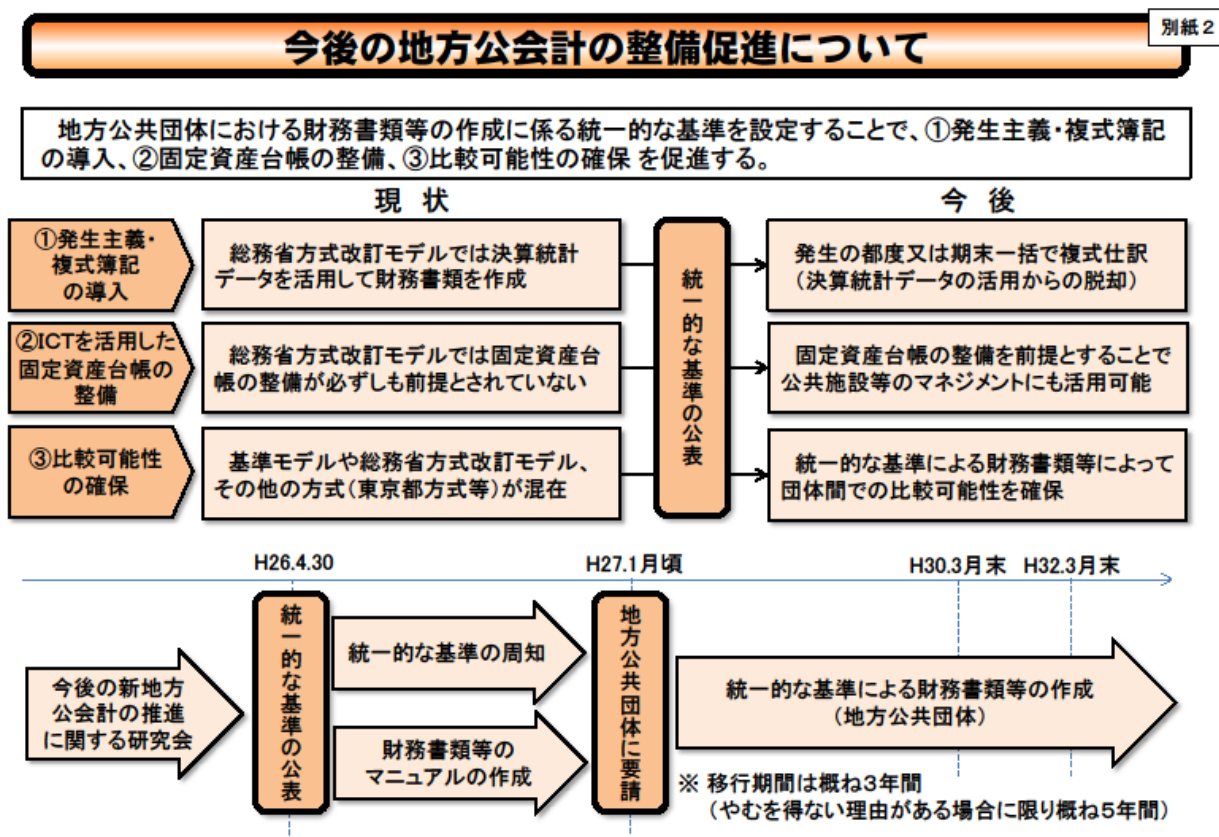 別紙２
今後の地方公会計の整備促進について
地方公共団体における財務書類等の作成に係る統一的な基準を設定することで、①発生主義・複式簿記
の導入、②固定資産台帳の整備、③比較可能性の確保 を促進する。
現 状
今 後
①発生主義・
複式簿記
の導入
総務省方式改訂モデルでは決算統計
データを活用して財務書類を作成
発生の都度又は期末一括で複式仕訳
（決算統計データの活用からの脱却）
②ICTを活用した
固定資産台帳の
整備
総務省方式改訂モデルでは固定資産台
帳の整備が必ずしも前提とされていない
固定資産台帳の整備を前提とすることで
公共施設等のマネジメントにも活用可能
③比較可能性
の確保
基準モデルや総務省方式改訂モデル、
その他の方式（東京都方式等）が混在
統一的な基準による財務書類等によって
団体間での比較可能性を確保
統一的な基準の公表
H26.4.30
H27.1月頃
H30.3月末
H32.3月末
今後の新地方
公会計の推進
に関する研究会
統一的な基準の公表
統一的な基準の周知
財務書類等の
マニュアルの作成
地方公共団体に要請
統一的な基準による財務書類等の作成
（地方公共団体）
※ 移行期間は概ね３年間
（やむを得ない理由がある場合に限り概ね５年間）